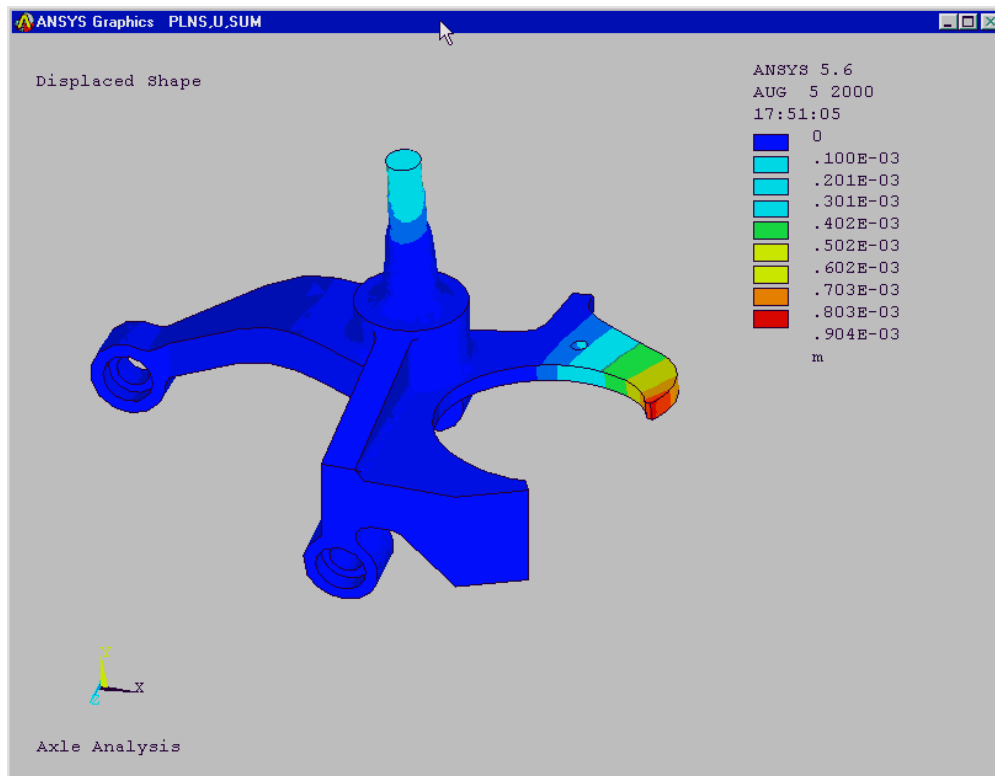 ANSYS Graphics PLNS,U,SUM
Displaced Shape
ANSYS 5.6
AUG 5 2000
17:51:05
0
.100E-03
.201E-03
.301E-03
.402E-03
.502E-03
.602E-03
.703E-03
.803E-03
.904E-03
m
Y
X
Z
Axle Analysis